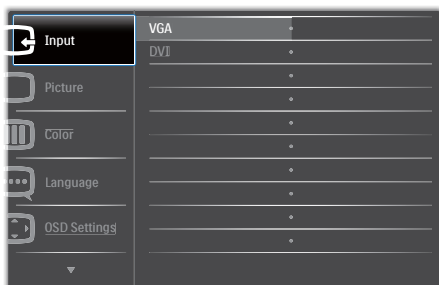 Input
VGA
DVI
Picture
Color
Language
OSD Settings